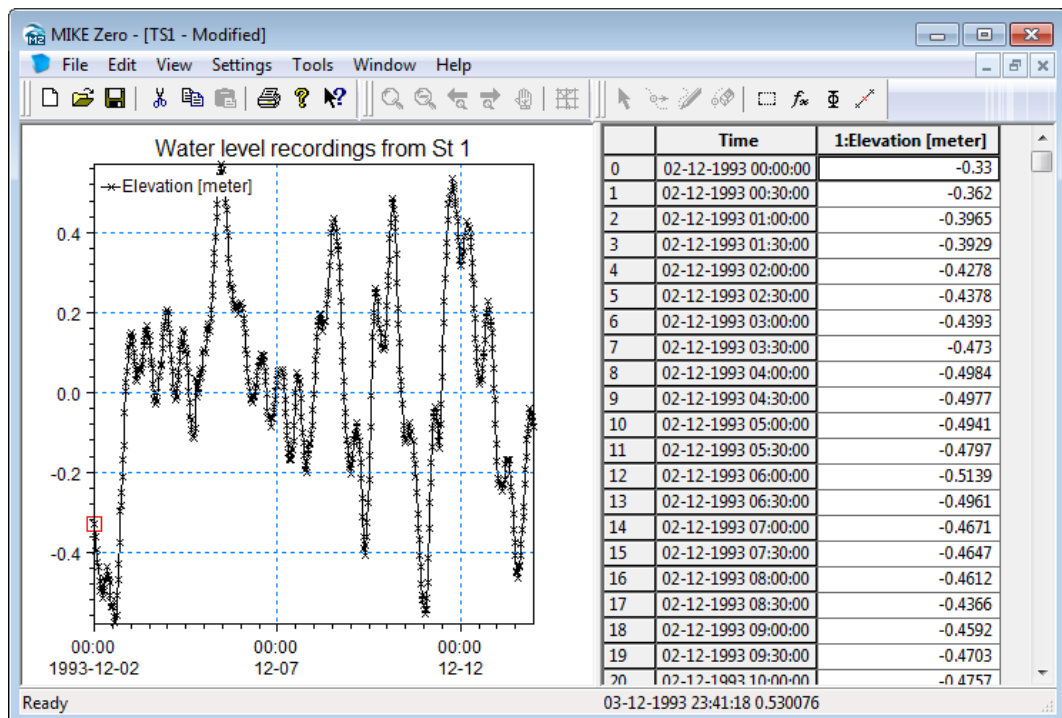 MIKE Zero - [TS1 - Modified]
File Edit View Settings Tools Window Help
Water level recordings from St 1
Elevation [meter]
0.4
0.2
0.0
-0.2
-0.4
00:00 00:00 00:00
1993-12-02 12-07 12-12
Time 1:Elevation [meter]
0 02-12-1993 00:00:00 -0.33
1 02-12-1993 00:30:00 -0.362
2 02-12-1993 01:00:00 -0.3965
3 02-12-1993 01:30:00 -0.3929
4 02-12-1993 02:00:00 -0.4278
5 02-12-1993 02:30:00 -0.4378
6 02-12-1993 03:00:00 -0.4393
7 02-12-1993 03:30:00 -0.473
8 02-12-1993 04:00:00 -0.4984
9 02-12-1993 04:30:00 -0.4977
10 02-12-1993 05:00:00 -0.4941
11 02-12-1993 05:30:00 -0.4797
12 02-12-1993 06:00:00 -0.5139
13 02-12-1993 06:30:00 -0.4961
14 02-12-1993 07:00:00 -0.4671
15 02-12-1993 07:30:00 -0.4647
16 02-12-1993 08:00:00 -0.4612
17 02-12-1993 08:30:00 -0.4366
18 02-12-1993 09:00:00 -0.4592
19 02-12-1993 09:30:00 -0.4703
20 02-12-1993 10:00:00 -0.4757
Ready 03-12-1993 23:41:18 0.530076